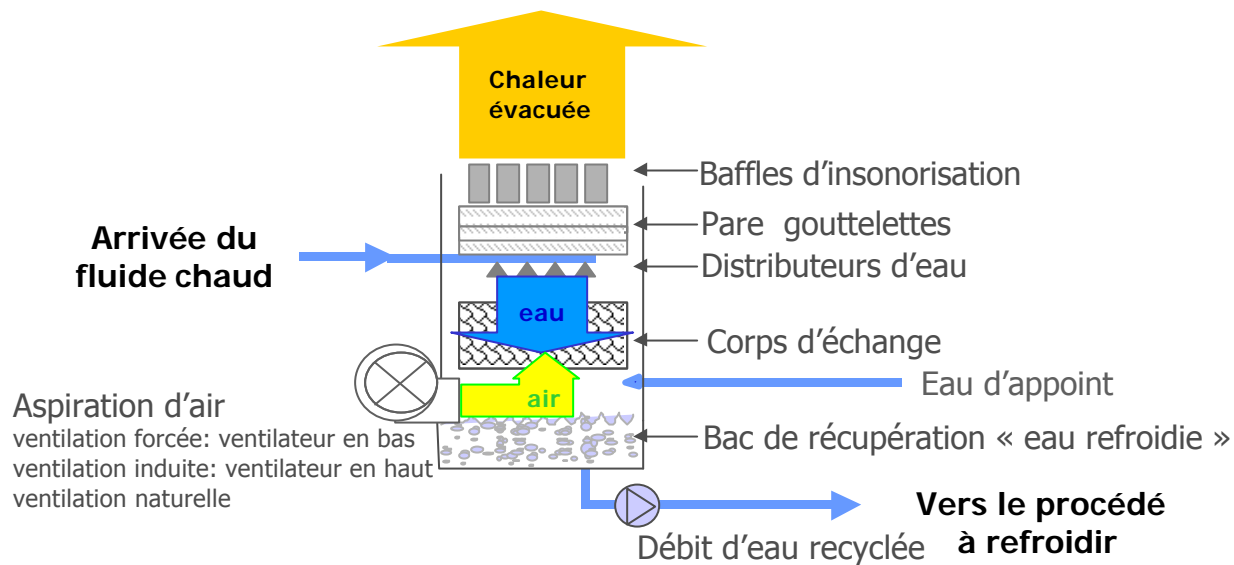 Chaleur
évacuée
Baffles d'insonorisation
Pare gouttelettes
Arrivée du
fluide chaud
Distributeurs d'eau
eau
Corps d'échange
Eau d'appoint
air
Aspiration d'air
ventilation forcée: ventilateur en bas
ventilation induite: ventilateur en haut
ventilation naturelle
Bac de récupération « eau refroidie »
Vers le procédé
à refroidir
Débit d'eau recyclée